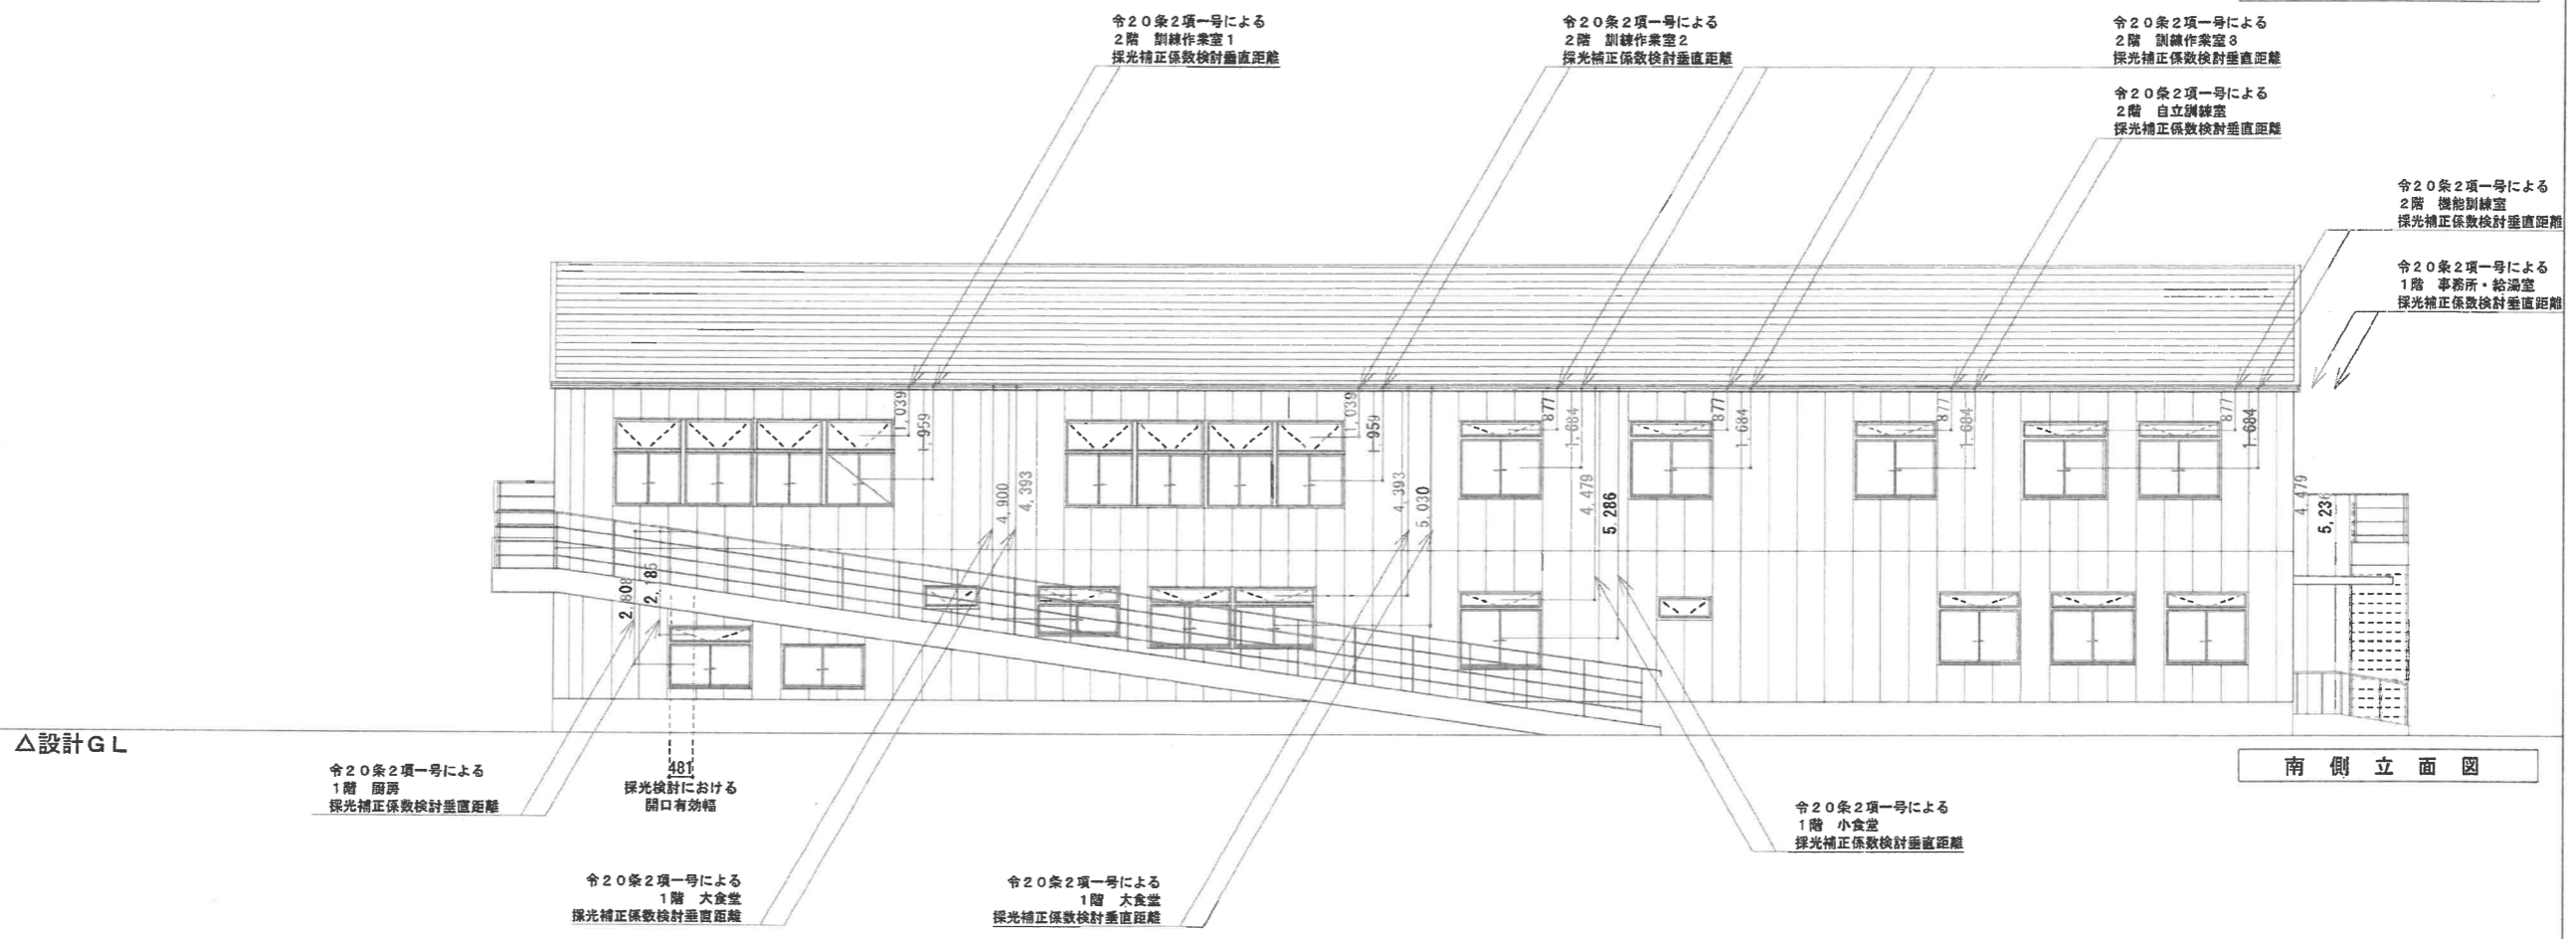 令20条2項一号による
2階 訓練作業室1
採光補正係数検討垂直距離
令20条2項一号による
2階 訓練作業室2
採光補正係数検討垂直距離
令20条2項一号による
2階 訓練作業室3
採光補正係数検討垂直距離
令20条2項一号による
2階 自立訓練室
採光補正係数検討垂直距離
令20条2項一号による
2階 機能訓練室
採光補正係数検討垂直距離
令20条2項一号による
1階 事務所・給湯室
採光補正係数検討垂直距離
1,039
1,959
1,039
1,959
877
1,684
877
1,684
877
1,684
877
1,684
4,900
4,393
4,393
5,030
4,479
5,286
4,479
5,236
2,808
2,185
△設計GL
481
採光検討における
開口有効幅
令20条2項一号による
1階 厨房
採光補正係数検討垂直距離
令20条2項一号による
1階 大食堂
採光補正係数検討垂直距離
令20条2項一号による
1階 大食堂
採光補正係数検討垂直距離
令20条2項一号による
1階 小食堂
採光補正係数検討垂直距離
南側立面図